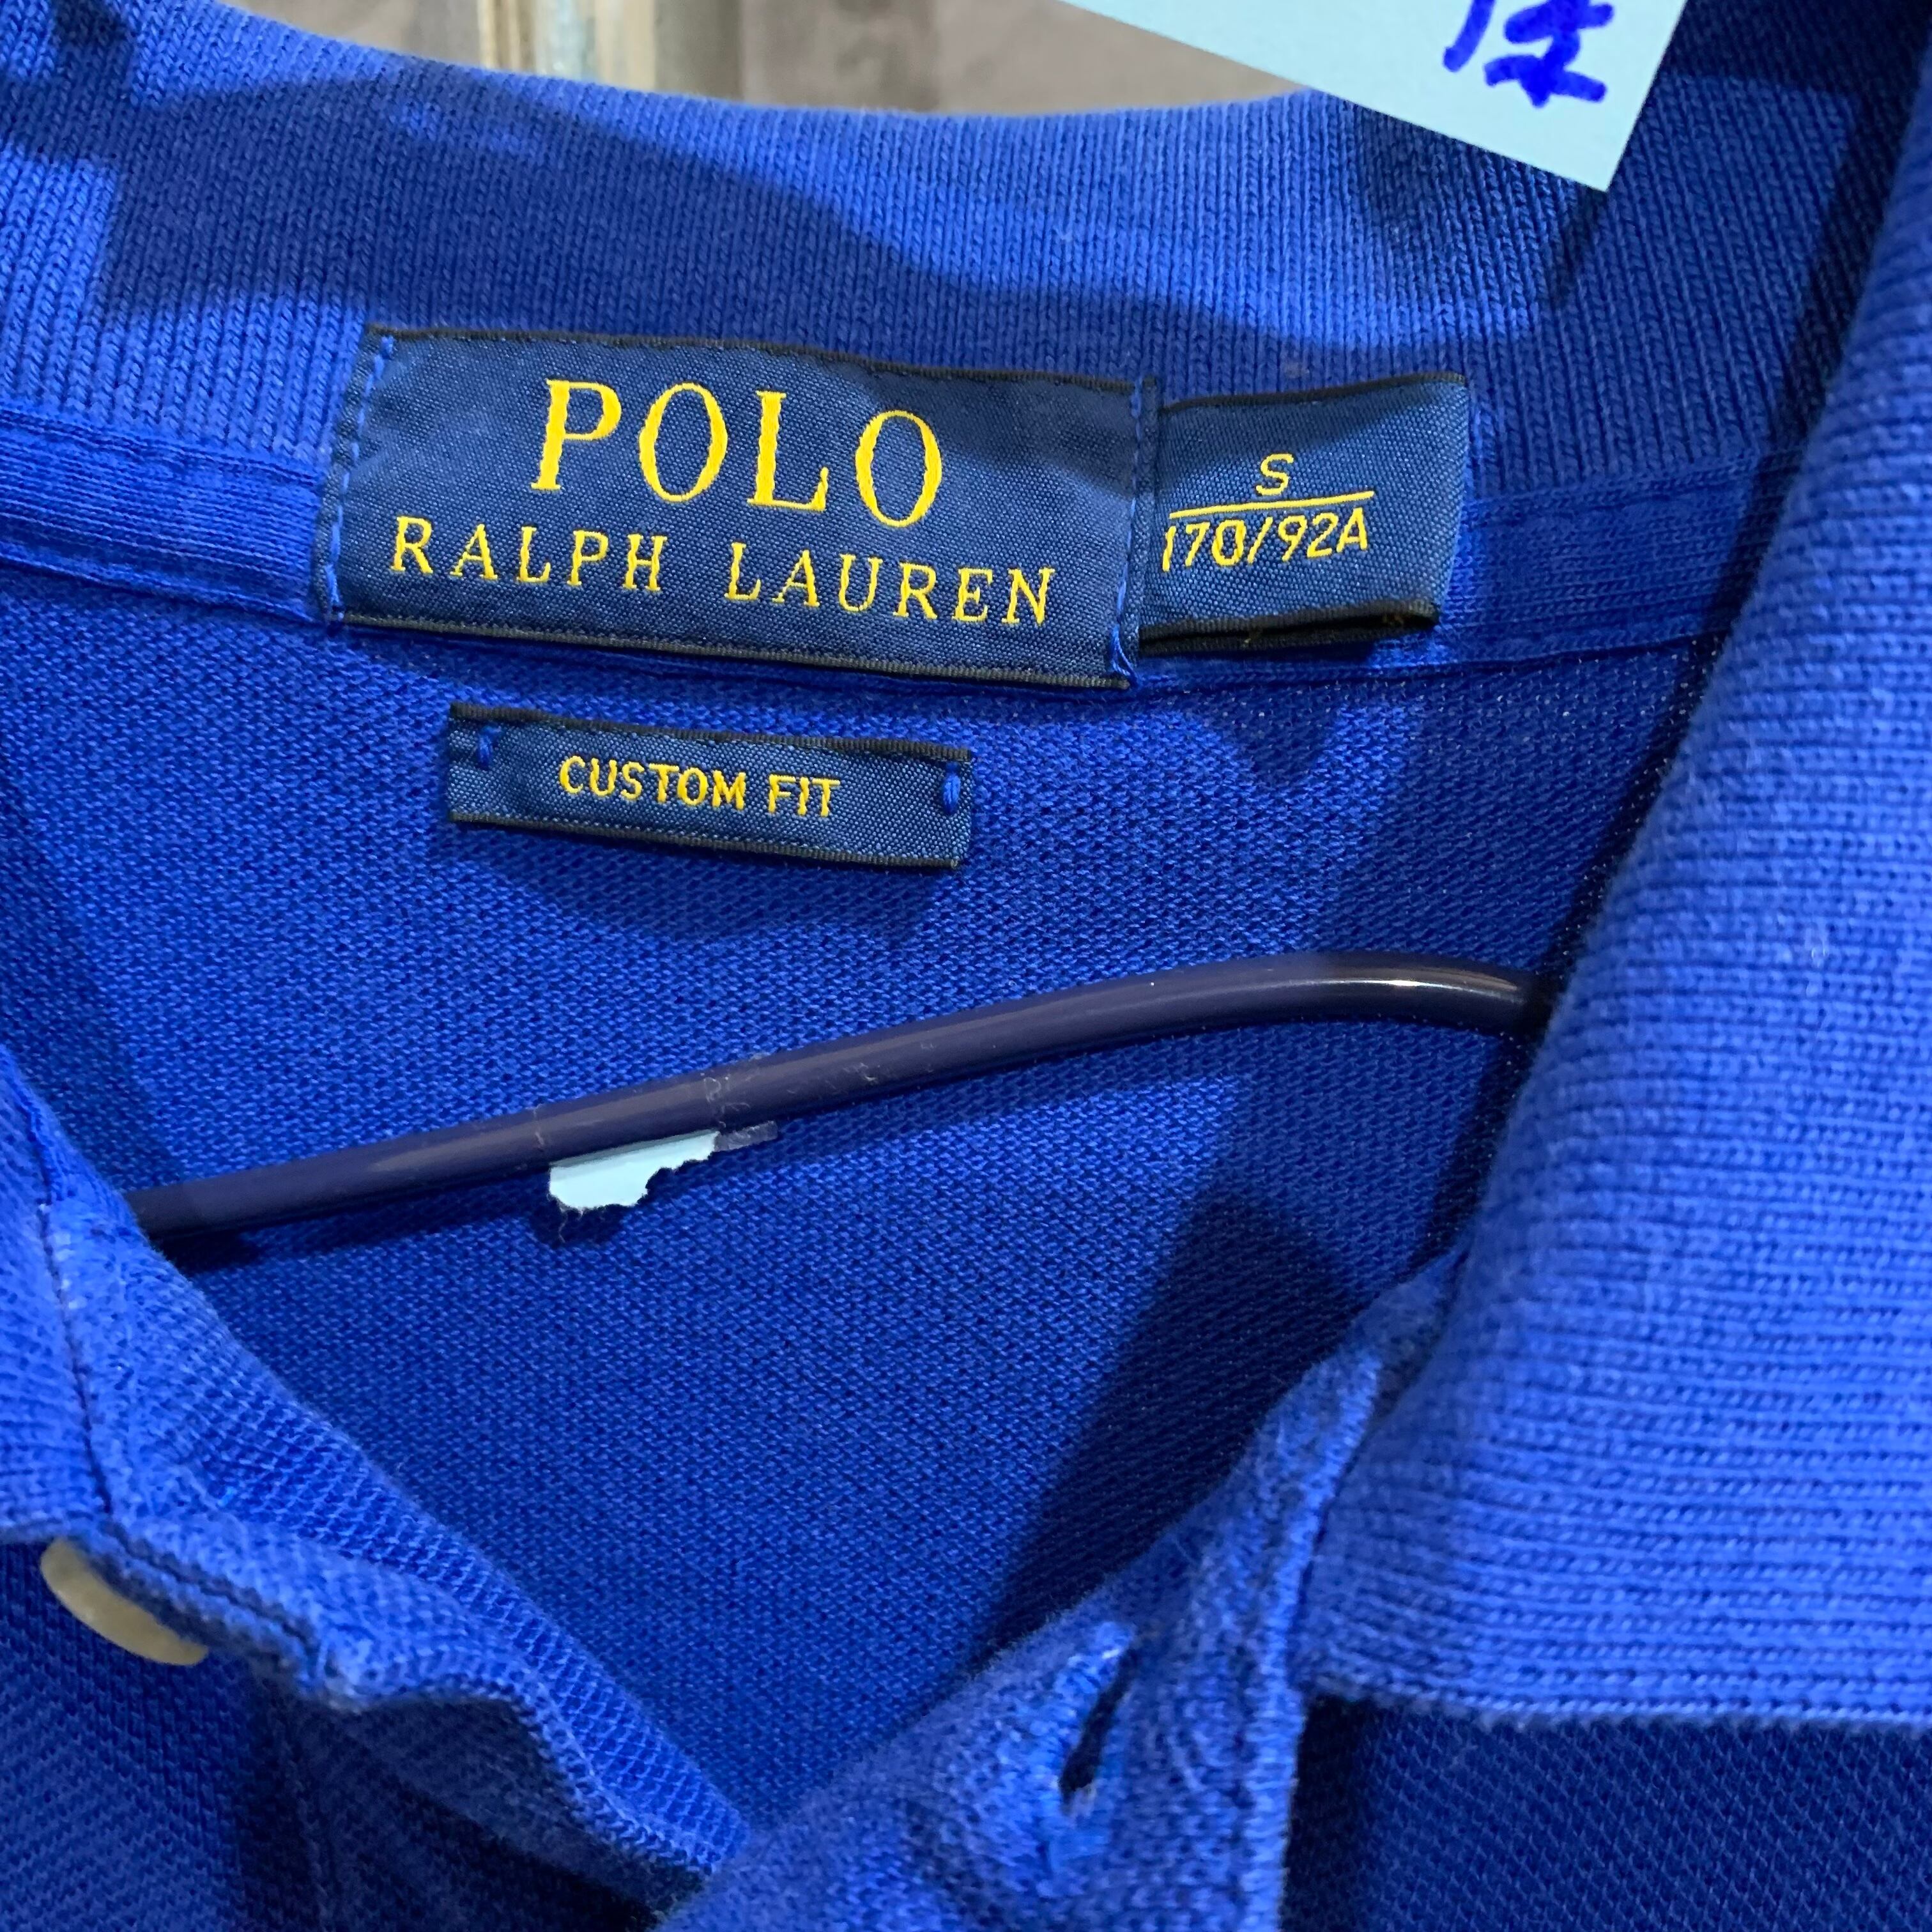 POLO
RALPH LAUREN
S
170/92A
CUSTOM FIT